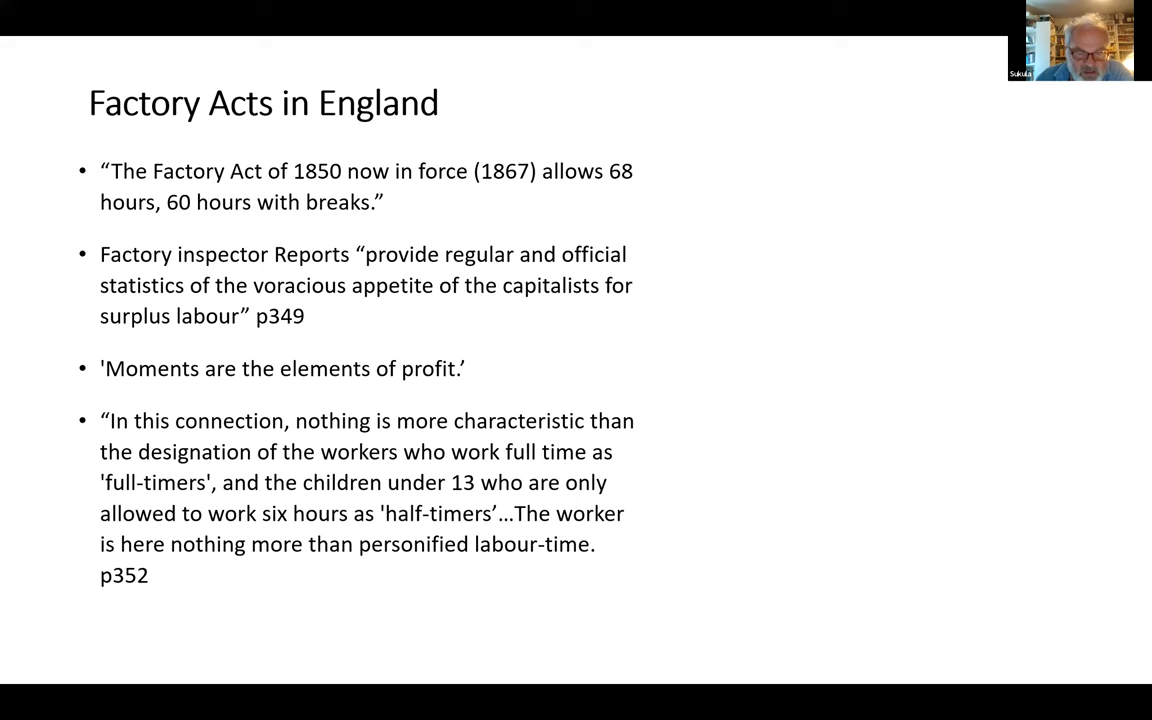 Sukula
Factory Acts in England
• “The Factory Act of 1850 now in force (1867) allows 68
hours, 60 hours with breaks.”
• Factory inspector Reports “provide regular and official
statistics of the voracious appetite of the capitalists for
surplus labour” p349
• 'Moments are the elements of profit.’
• “In this connection, nothing is more characteristic than
the designation of the workers who work full time as
'full-timers', and the children under 13 who are only
allowed to work six hours as 'half-timers’…The worker
is here nothing more than personified labour-time.
p352